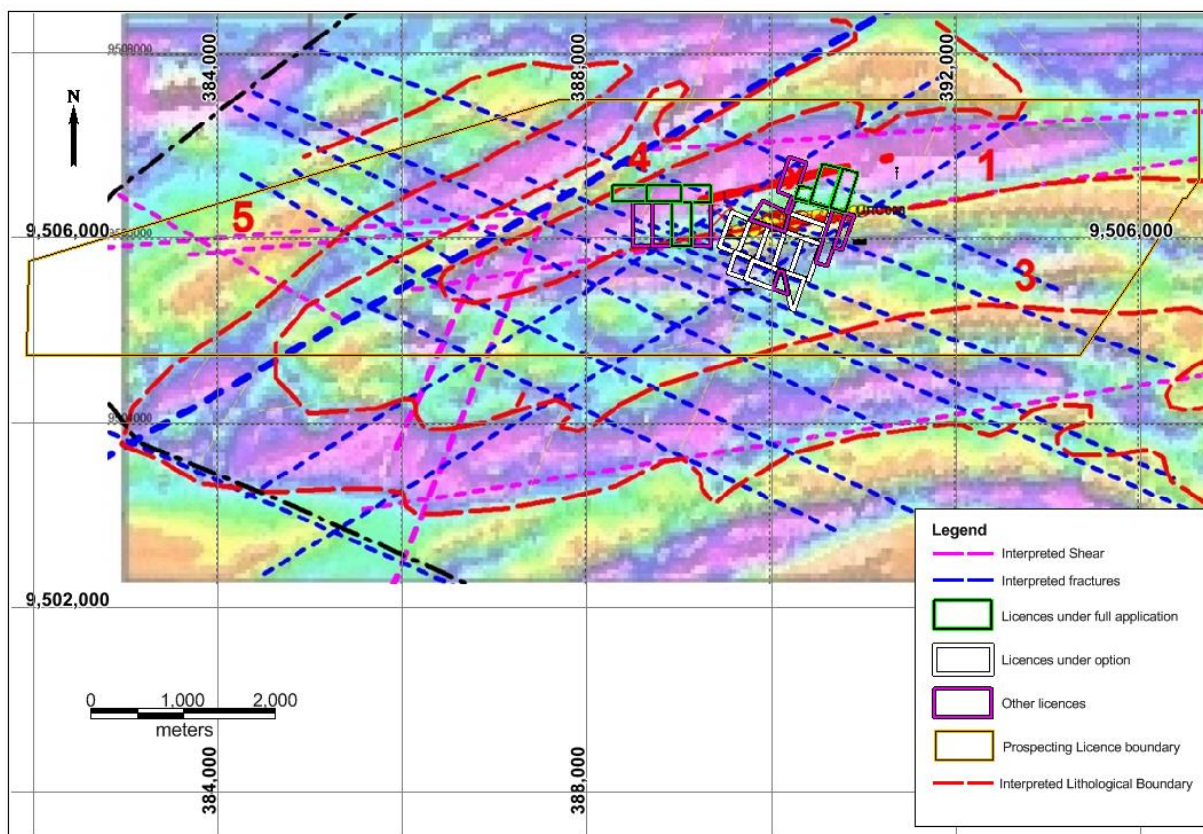 9508000
384,000
388,000
392,000
N
4
1
5
9,506,000
9,506,000
3
9504000
9,502,000
0 1,000 2,000
meters
384,000
388,000
Legend
Interpreted Shear
Interpreted fractures
Licences under full application
Licences under option
Other licences
Prospecting Licence boundary
Interpreted Lithological Boundary